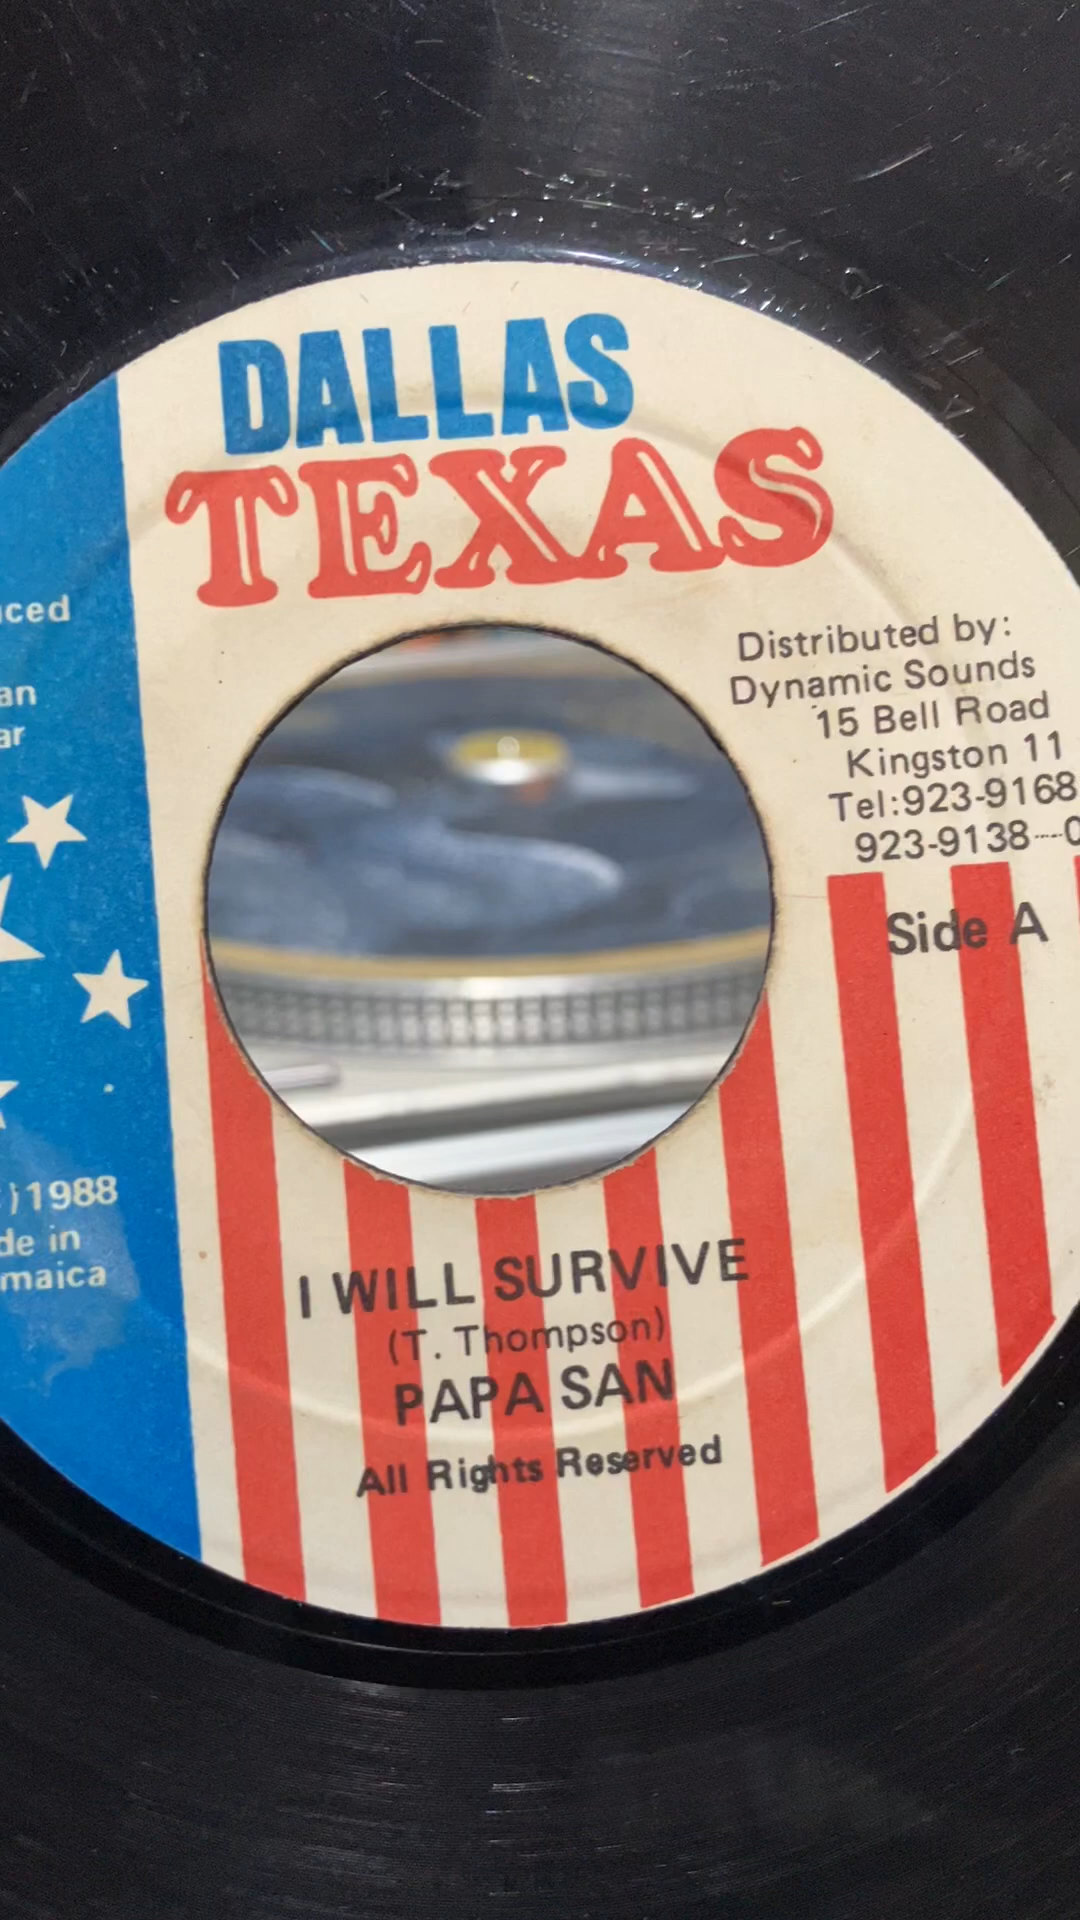 DALLAS
TEXAS
Distributed by:
Dynamic Sounds
15 Bell Road
Kingston 11
Tel:923-9168
923-9138
Side A
1988
in
I WILL SURVIVE
(T. Thompson)
PAPA SAN
All Rights Reserved